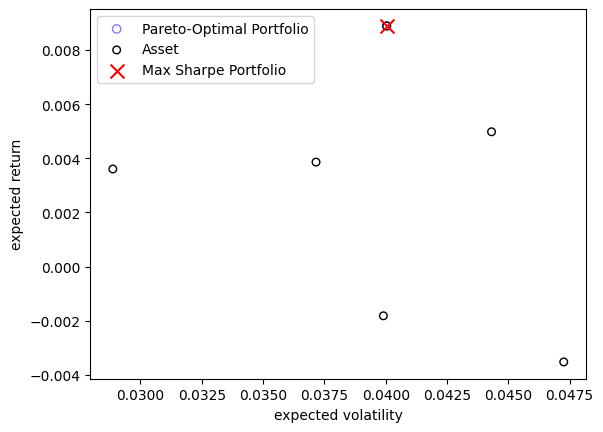 Pareto-Optimal Portfolio
Asset
Max Sharpe Portfolio
0.008
0.006
0.004
0.002
0.000
−0.002
−0.004
expected return
0.0300 0.0325 0.0350 0.0375 0.0400 0.0425 0.0450 0.0475
expected volatility